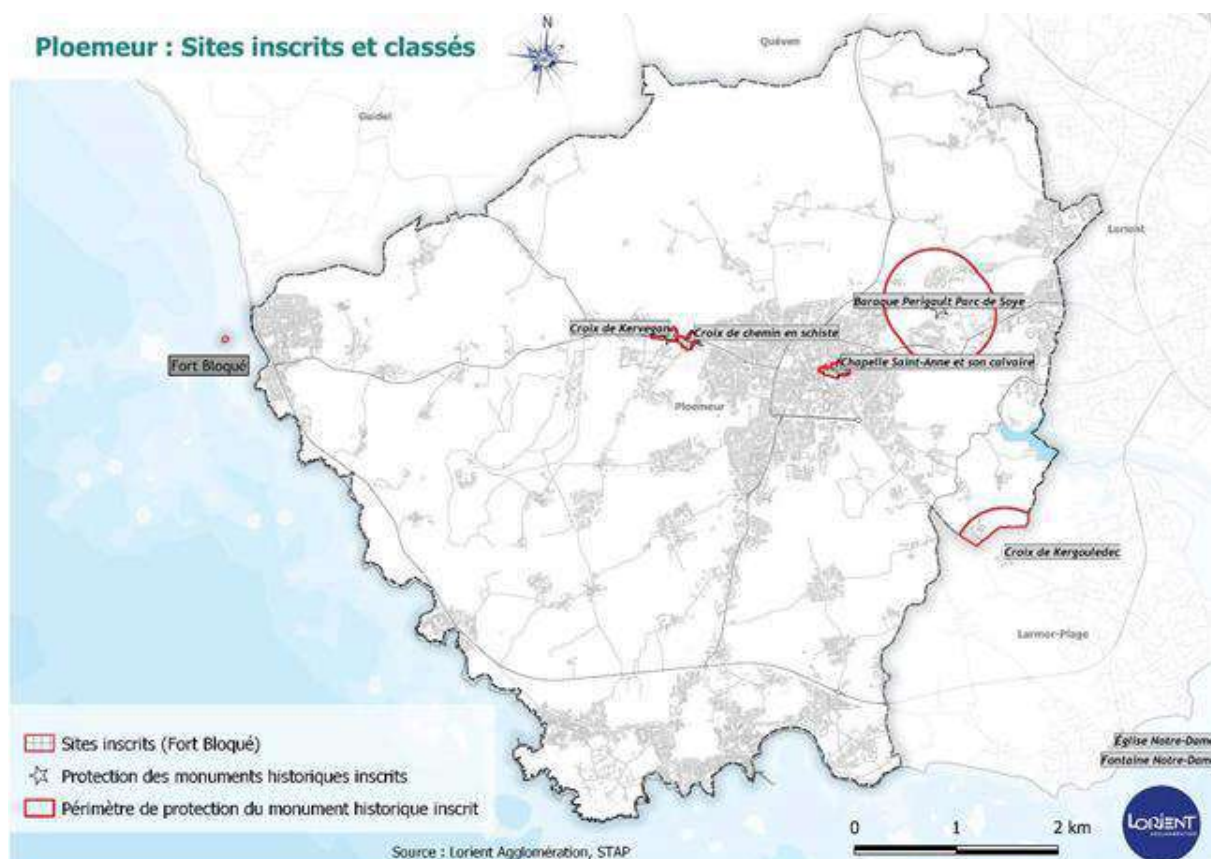 Ploemeur : Sites inscrits et classés
N
Quéven
Guidel
Lorient
Baraque Perigault Parc de Soye
Croix de Kervegan
Croix de chemin en schiste
Fort Bloqué
Chapelle Saint-Anne et son calvaire
Ploemeur
Croix de Kergouledec
Larmor-Plage
Sites inscrits (Fort Bloqué)
Protection des monuments historiques inscrits
Périmètre de protection du monument historique inscrit
Église Notre-Dame
Fontaine Notre-Dame
0 1 2 km
LORIENT
AGGLOMÉRATION
Source : Lorient Agglomération, STAP